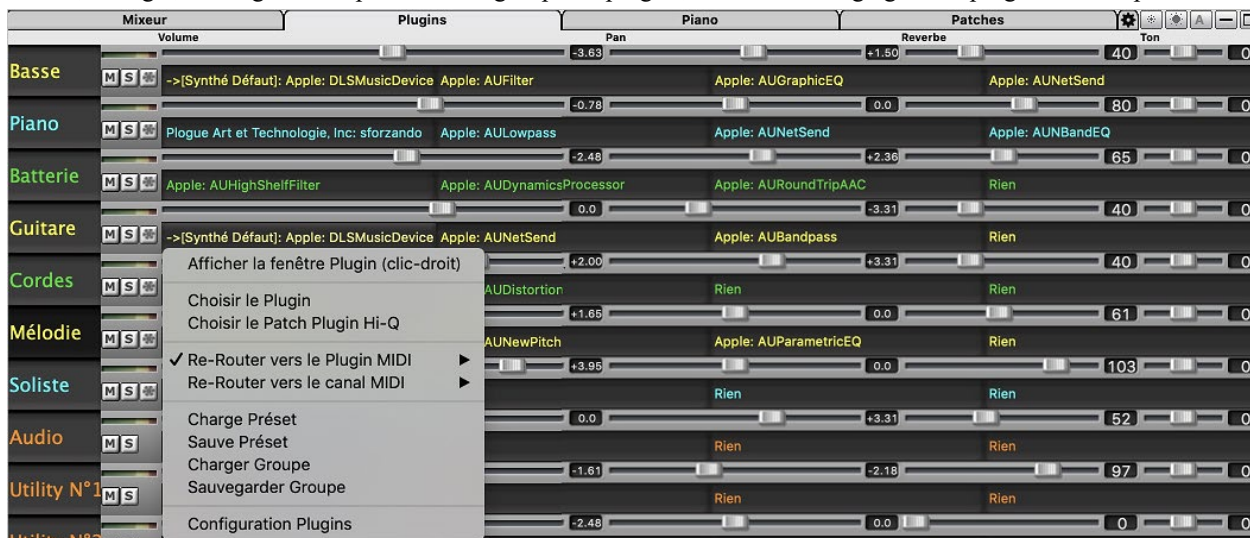 Mixeur Plugins Piano Patches A
Volume Pan Reverbe Ton
-3.63 +1.50 40 0
Basse M S ->[Synthé Défaut]: Apple: DLSMusicDevice Apple: AUFilter Apple: AUGraphicEQ Apple: AUNetSend
-0.78 0.0 80 0
Piano M S Plogue Art et Technologie, Inc: sforzando Apple: AULowpass Apple: AUNetSend Apple: AUNBandEQ
-2.48 +2.36 65 0
Batterie M S Apple: AUHighShelfFilter Apple: AUDynamicsProcessor Apple: AURoundTripAAC Rien
0.0 -3.31 40 0
Guitare M S ->[Synthé Défaut]: Apple: DLSMusicDevice Apple: AUNetSend Apple: AUBandpass Rien
+2.00 +3.31 40 0
Cordes M S AUDistortion Rien Rien
+1.65 0.0 61 0
Mélodie M S AUNewPitch Apple: AUParametricEQ Rien
+3.95 0.0 103 0
Soliste M S Rien Rien
0.0 +3.31 52 0
Audio M S Rien Rien
-1.61 -2.18 97 0
Utility N°1 M S Rien Rien
-2.48 0.0 0 0
Afficher la fenêtre Plugin (clic-droit)
Choisir le Plugin
Choisir le Patch Plugin Hi-Q
✓ Re-Router vers le Plugin MIDI ▶
Re-Router vers le canal MIDI ▶
Charge Préset
Sauve Préset
Charger Groupe
Sauvegarder Groupe
Configuration Plugins